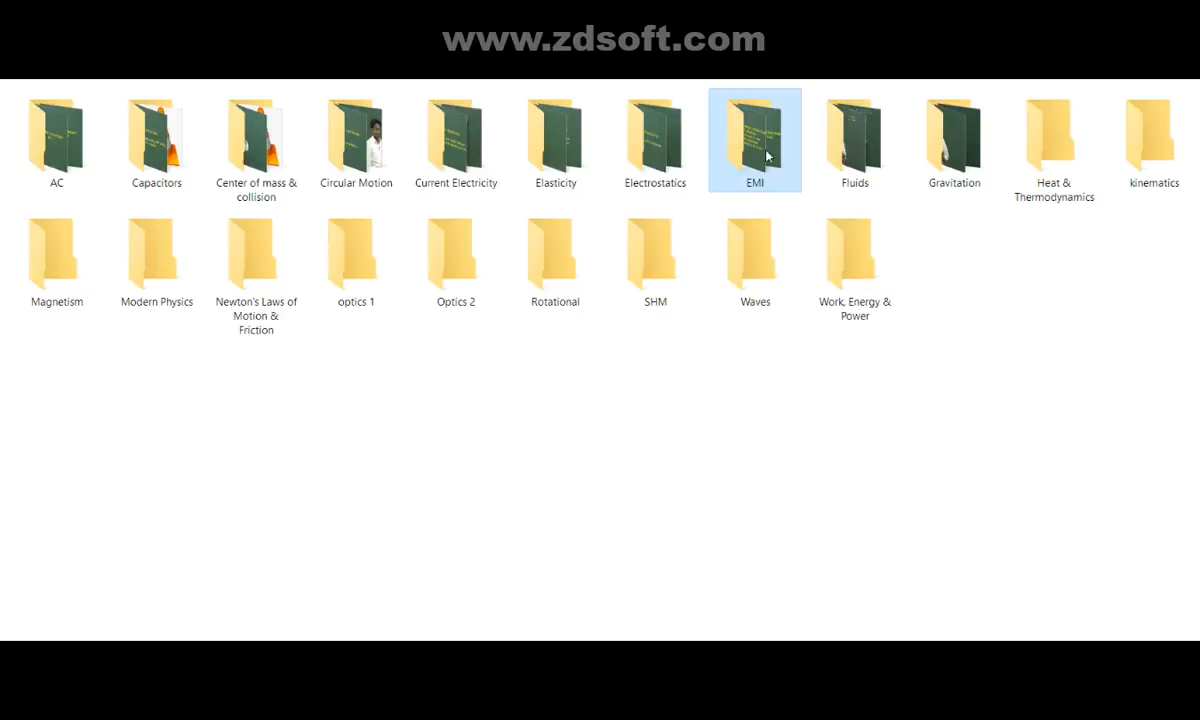 www.zdsoft.com
AC
Capacitors
Center of mass &
collision
Circular Motion
Current Electricity
Elasticity
Electrostatics
EMI
Fluids
Gravitation
Heat &
Thermodynamics
kinematics
Magnetism
Modern Physics
Newton's Laws of
Motion &
Friction
optics 1
Optics 2
Rotational
SHM
Waves
Work, Energy &
Power